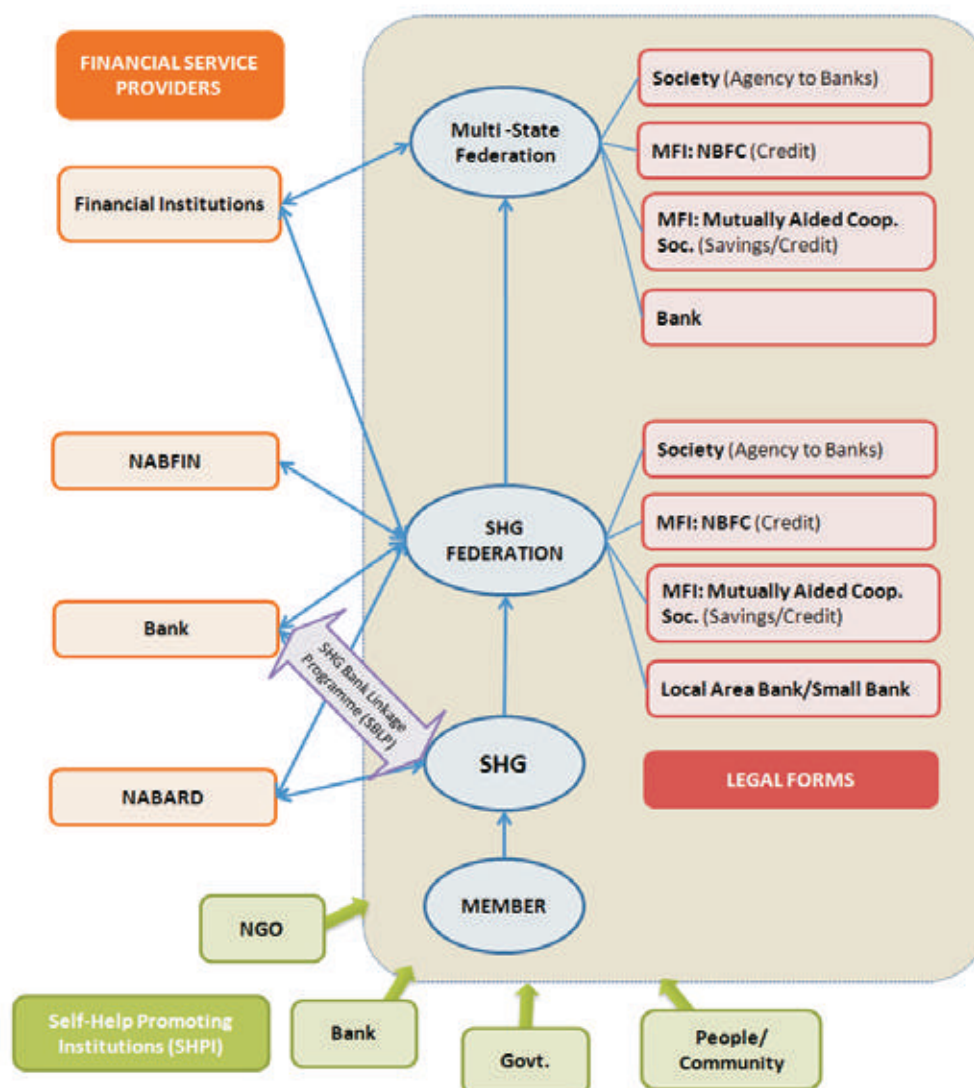 FINANCIAL SERVICE
PROVIDERS
Financial Institutions
NABFIN
Bank
NABARD
Multi -State
Federation
Society (Agency to Banks)
MFI: NBFC (Credit)
MFI: Mutually Aided Coop.
Soc. (Savings/Credit)
Bank
SHG
FEDERATION
Society (Agency to Banks)
MFI: NBFC (Credit)
MFI: Mutually Aided Coop.
Soc. (Savings/Credit)
Local Area Bank/Small Bank
SHG Bank Linkage
Programme (SBLP)
SHG
LEGAL FORMS
MEMBER
NGO
Self-Help Promoting
Institutions (SHPI)
Bank
Govt.
People/
Community